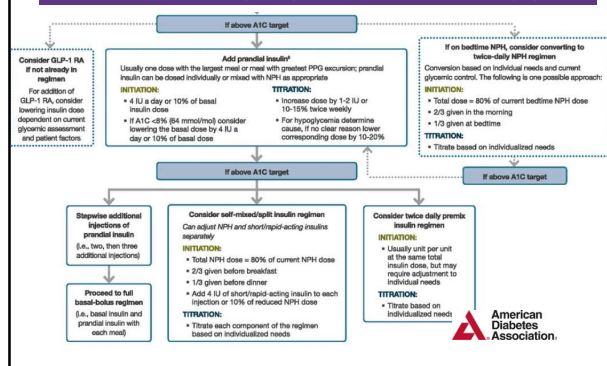 If above A1C target
Consider GLP-1 RA
if not already in
regimen
For addition of
GLP-1 RA, consider
lowering insulin dose
dependent on current
glycemic assessment
and patient factors
Add prandial insulin⁵
Usually one dose with the largest meal or meal with greatest PPG excursion; prandial
insulin can be dosed individually or mixed with NPH as appropriate
INITIATION:
▪ 4 IU a day or 10% of basal
insulin dose
▪ If A1C <8% (64 mmol/mol) consider
lowering the basal dose by 4 IU a
day or 10% of basal dose
TITRATION:
▪ Increase dose by 1-2 IU or
10-15% twice weekly
▪ For hypoglycemia determine
cause, if no clear reason lower
corresponding dose by 10-20%
If on bedtime NPH, consider converting to
twice-daily NPH regimen
Conversion based on individual needs and current
glycemic control. The following is one possible approach:
INITIATION:
▪ Total dose = 80% of current bedtime NPH dose
▪ 2/3 given in the morning
▪ 1/3 given at bedtime
TITRATION:
▪ Titrate based on individualized needs
If above A1C target
If above A1C target
Stepwise additional
injections of
prandial insulin
(i.e., two, then three
additional injections)
Proceed to full
basal-bolus regimen
(i.e., basal insulin and
prandial insulin with
each meal)
Consider self-mixed/split insulin regimen
Can adjust NPH and short/rapid-acting insulins
separately
INITIATION:
▪ Total NPH dose = 80% of current NPH dose
▪ 2/3 given before breakfast
▪ 1/3 given before dinner
▪ Add 4 IU of short/rapid-acting insulin to each
injection or 10% of reduced NPH dose
TITRATION:
▪ Titrate each component of the regimen
based on individualized needs
Consider twice daily premix
insulin regimen
INITIATION:
▪ Usually unit per unit
at the same total
insulin dose, but may
require adjustment to
individual needs
TITRATION:
▪ Titrate based on
individualized needs
American
Diabetes
Association.